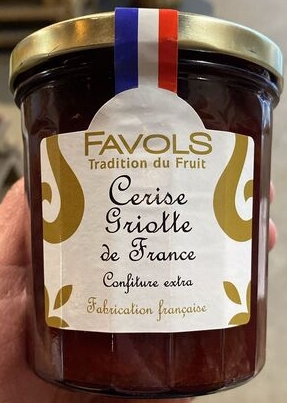 FAVOLS
Tradition du Fruit
Cerise
Griotte
de France
Confiture extra
Fabrication française